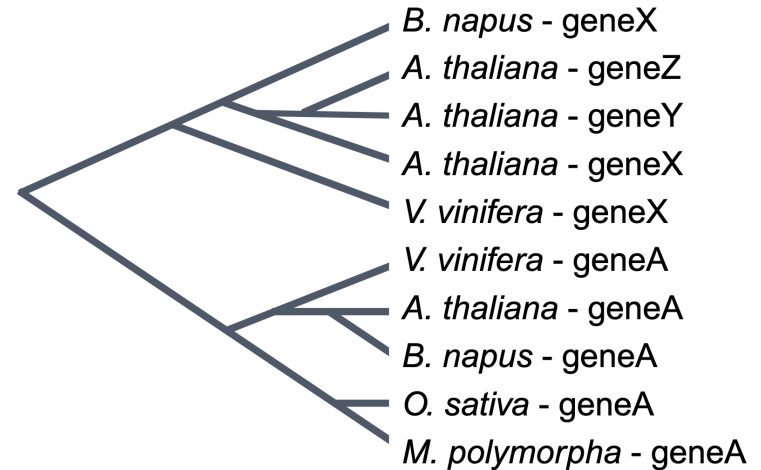 B. napus - geneX
A. thaliana - geneZ
A. thaliana - geneY
A. thaliana - geneX
V. vinifera - geneX
V. vinifera - geneA
A. thaliana - geneA
B. napus - geneA
O. sativa - geneA
M. polymorpha - geneA